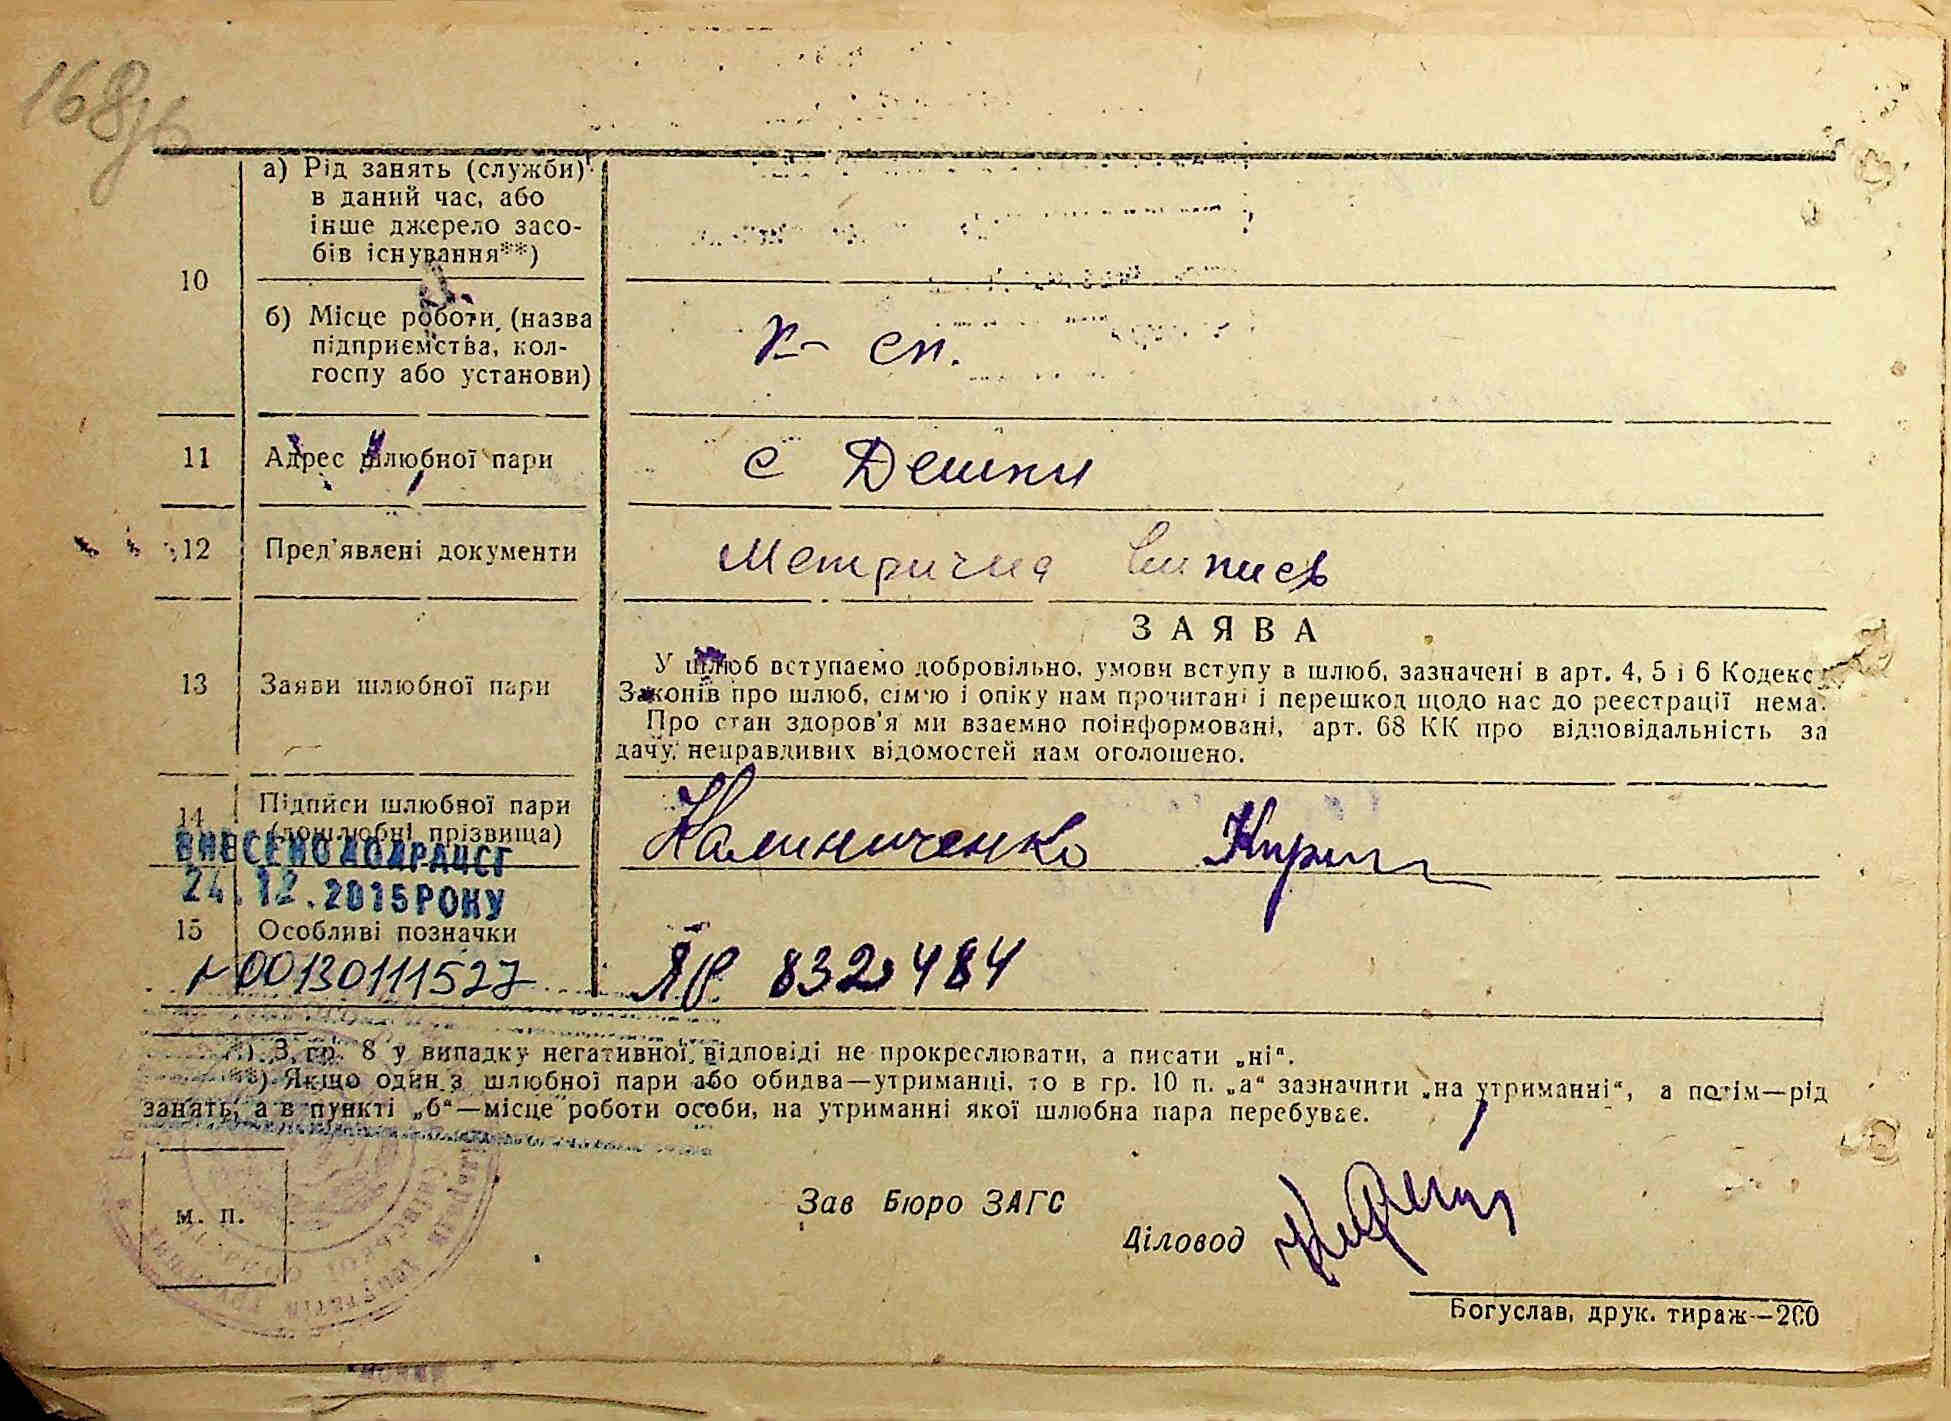 168
а) Рід занять (служби)
в даний час, або
інше джерело засо-
бів існування**)
10
б) Місце роботи, (назва
підприємства, кол-
госпу або установи)
к- сп.
11 Адрес шлюбної пари с Дешки
12 Пред'явлені документи Метрична випись
ЗАЯВА
13 Заяви шлюбної пари
У шлюб вступаємо добровільно, умови вступу в шлюб, зазначені в арт. 4, 5 і 6 Кодексу
Законів про шлюб, сім'ю і опіку нам прочитані і перешкод щодо нас до реєстрації нема.
Про стан здоров'я ми взаємно поінформовані, арт. 68 КК про відповідальність за
дачу неправдивих відомостей нам оголошено.
14 Підписи шлюбної пари
(дошлюбні прізвища)
Калиниченко
ВНЕСЕНО ДО ДРАЦСГ
24.12.2015 РОКУ
15 Особливі позначки
№00130111527
ЯР 832484
*) З гр. 8 у випадку негативної відповіді не прокреслювати, а писати „ні“.
**) Якщо один з шлюбної пари або обидва—утриманці, то в гр. 10 п. „а“ зазначити „на утриманні“, а потім—рід
занять, а в пункті „б“—місце роботи особи, на утриманні якої шлюбна пара перебуває.
м. п.
Зав Бюро ЗАГС
Діловод
Богуслав, друк. тираж—200